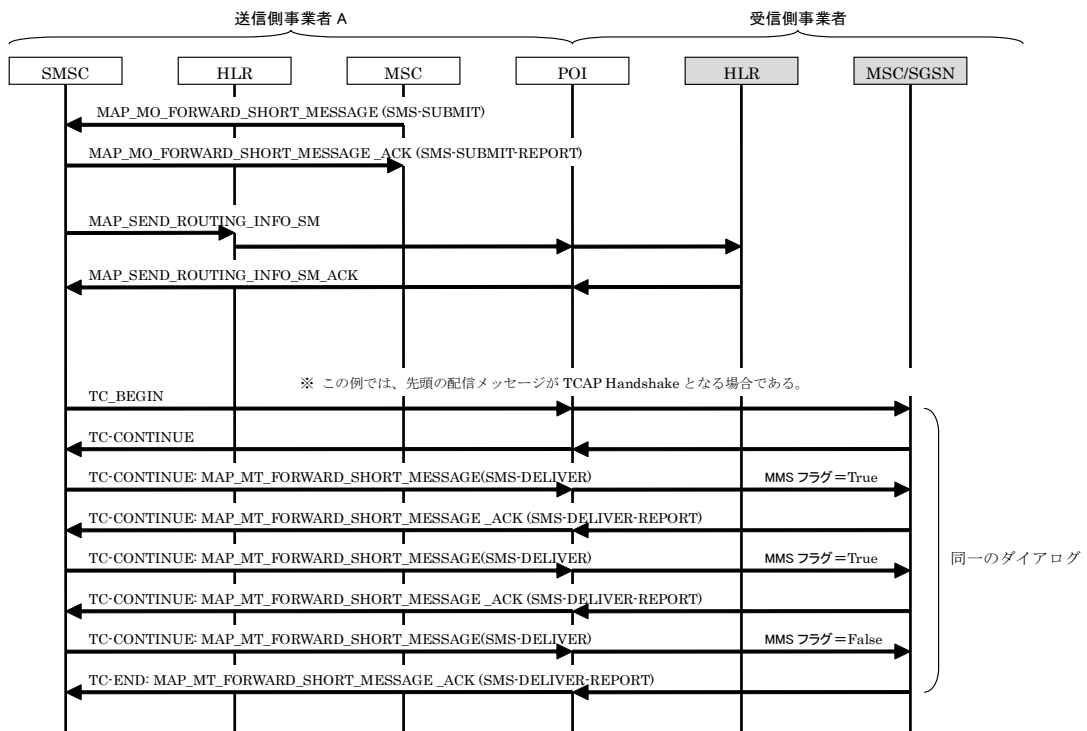 送信側事業者 A
受信側事業者
SMSC
HLR
MSC
POI
HLR
MSC/SGSN
MAP_MO_FORWARD_SHORT_MESSAGE (SMS-SUBMIT)
MAP_MO_FORWARD_SHORT_MESSAGE _ACK (SMS-SUBMIT-REPORT)
MAP_SEND_ROUTING_INFO_SM
MAP_SEND_ROUTING_INFO_SM_ACK
※ この例では、先頭の配信メッセージが TCAP Handshake となる場合である。
TC_BEGIN
TC-CONTINUE
TC-CONTINUE: MAP_MT_FORWARD_SHORT_MESSAGE(SMS-DELIVER)
MMS フラグ=True
TC-CONTINUE: MAP_MT_FORWARD_SHORT_MESSAGE _ACK (SMS-DELIVER-REPORT)
TC-CONTINUE: MAP_MT_FORWARD_SHORT_MESSAGE(SMS-DELIVER)
MMS フラグ=True
同一のダイアログ
TC-CONTINUE: MAP_MT_FORWARD_SHORT_MESSAGE _ACK (SMS-DELIVER-REPORT)
TC-CONTINUE: MAP_MT_FORWARD_SHORT_MESSAGE(SMS-DELIVER)
MMS フラグ=False
TC-END: MAP_MT_FORWARD_SHORT_MESSAGE _ACK (SMS-DELIVER-REPORT)